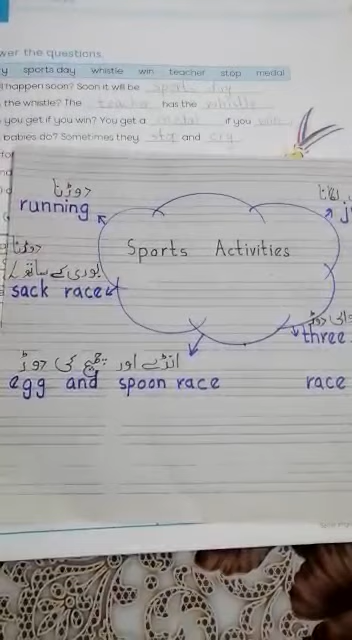 wer the questions
y sports day whistle win teacher stop medal
happen soon? Soon it will be sports day
the whistle? The teacher has the whistle
you get if you win? You get a medal if you win
babies do? Sometimes they stop and cry
دوڑنا
running
Sports Activities
دوڑنا
بوری کے ساتھ
sack race
three
انڈے اور چمچ کی دوڑ
egg and spoon race
race